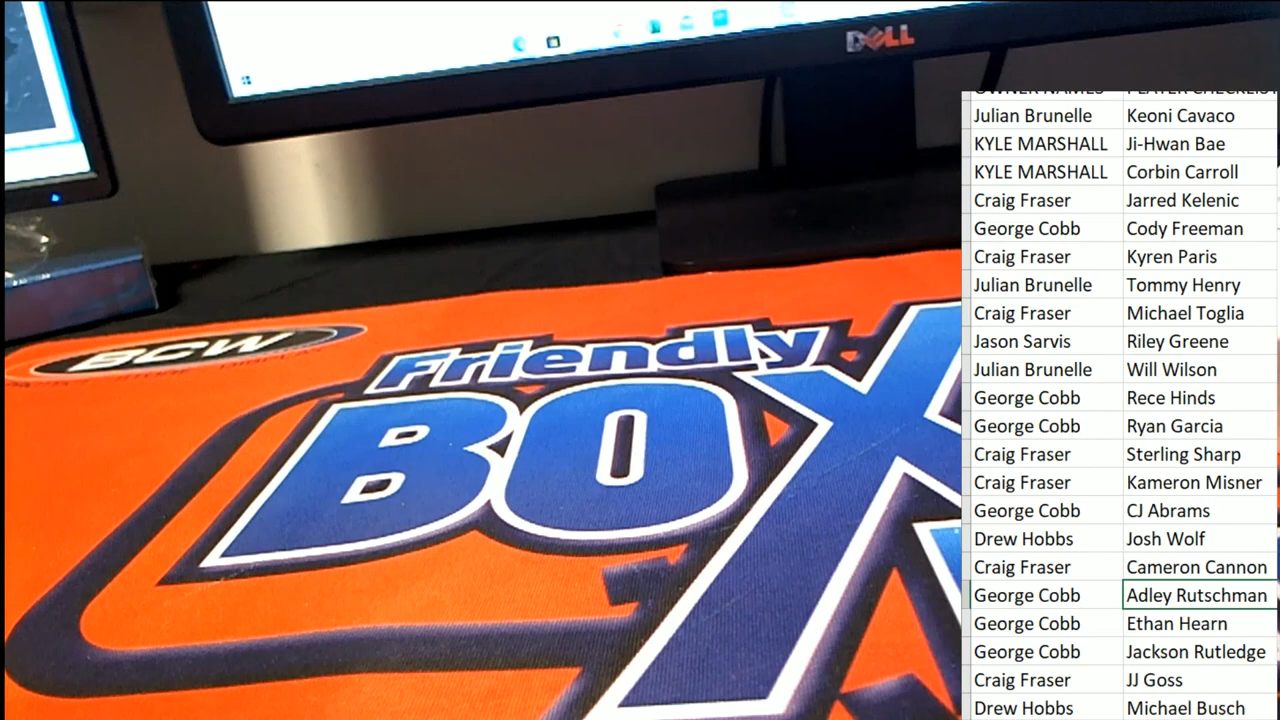 DELL
BCW
Friendly
BOX
OWNER NAMES PLAYER CHECKLIST
Julian Brunelle Keoni Cavaco
KYLE MARSHALL Ji-Hwan Bae
KYLE MARSHALL Corbin Carroll
Craig Fraser Jarred Kelenic
George Cobb Cody Freeman
Craig Fraser Kyren Paris
Julian Brunelle Tommy Henry
Craig Fraser Michael Toglia
Jason Sarvis Riley Greene
Julian Brunelle Will Wilson
George Cobb Rece Hinds
George Cobb Ryan Garcia
Craig Fraser Sterling Sharp
Craig Fraser Kameron Misner
George Cobb CJ Abrams
Drew Hobbs Josh Wolf
Craig Fraser Cameron Cannon
George Cobb Adley Rutschman
George Cobb Ethan Hearn
George Cobb Jackson Rutledge
Craig Fraser JJ Goss
Drew Hobbs Michael Busch